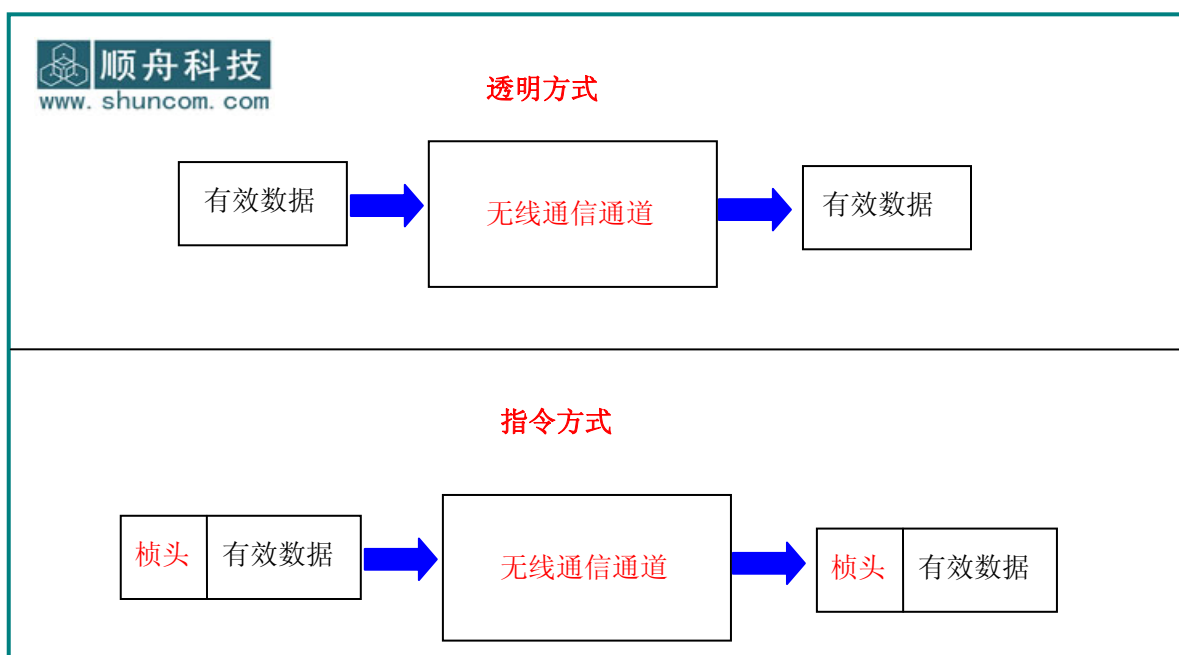 顺舟科技
www. shuncom. com
透明方式
有效数据
无线通信通道
有效数据
指令方式
桢头
有效数据
无线通信通道
桢头
有效数据